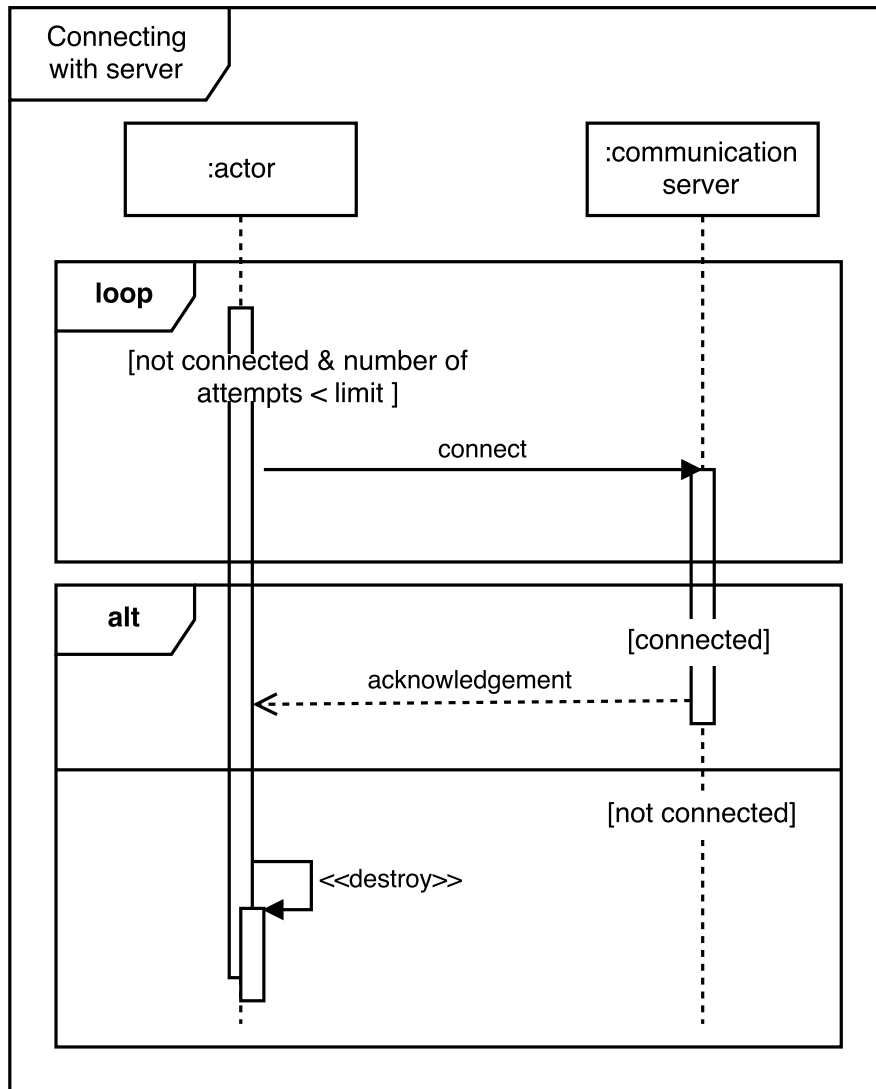 Connecting
with server
:actor
:communication
server
loop
[not connected & number of
attempts < limit ]
connect
alt
[connected]
acknowledgement
[not connected]
<<destroy>>